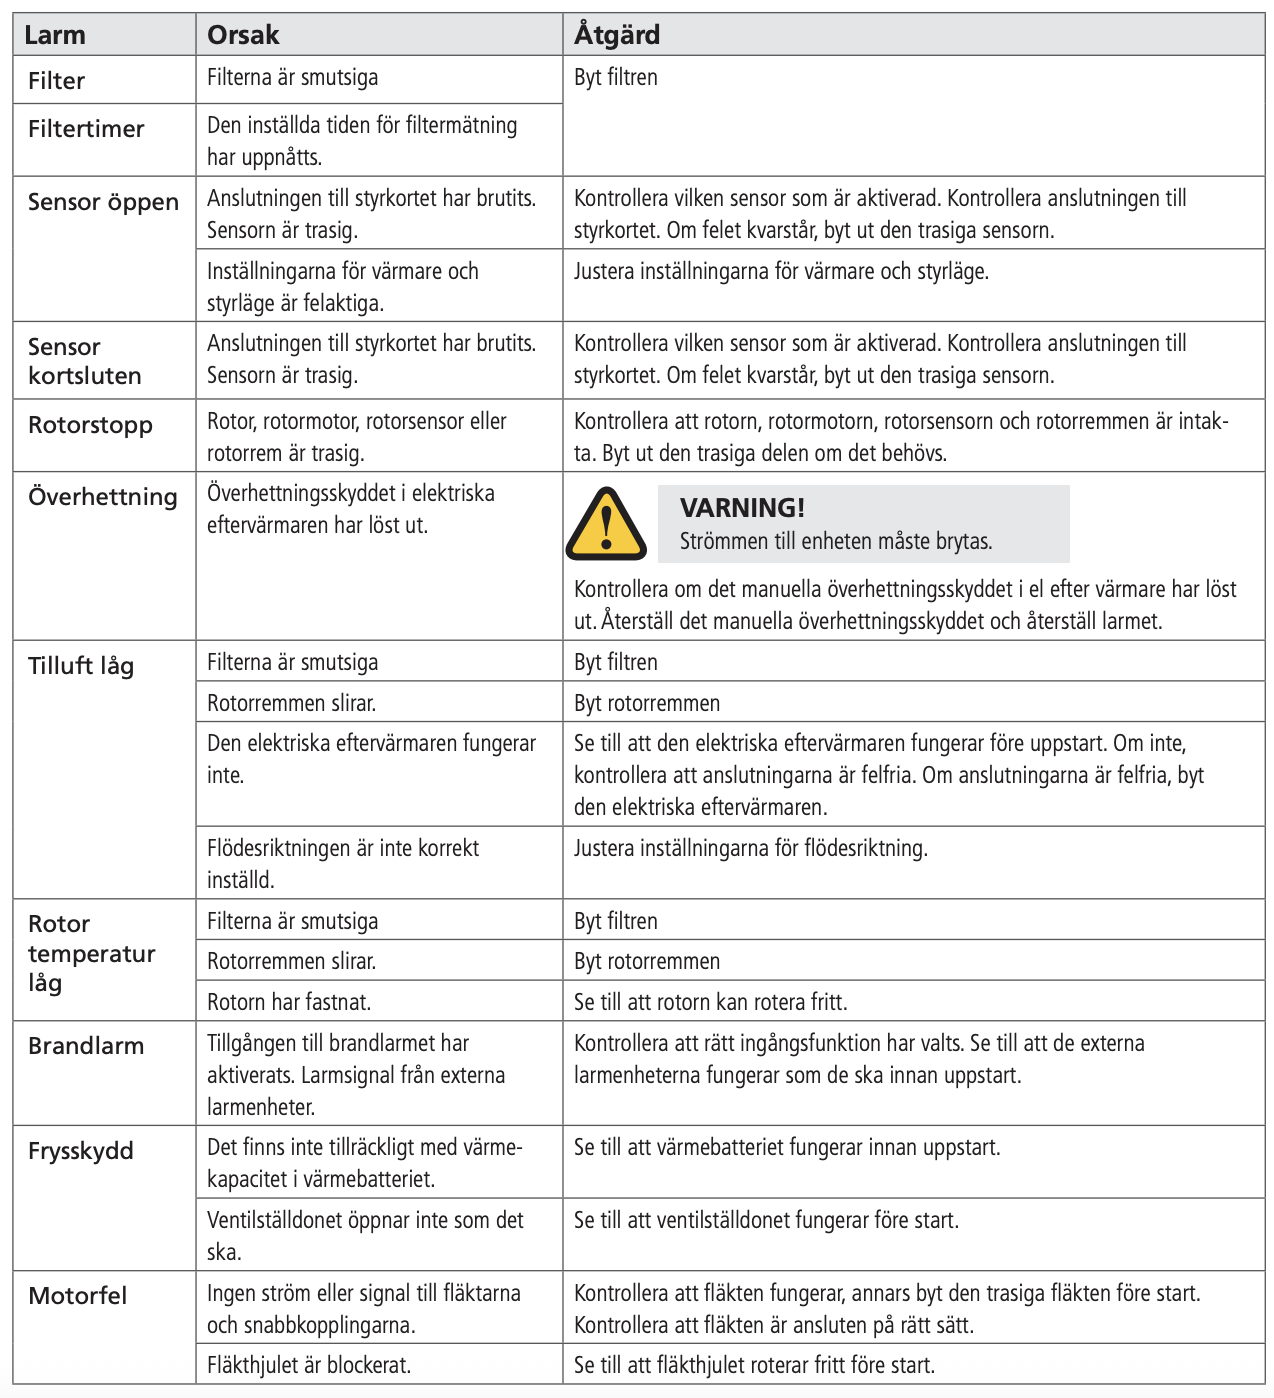 Larm Orsak Åtgärd
Filter Filterna är smutsiga Byt filtren
Filtertimer Den inställda tiden för filtermätning
har uppnåtts.
Sensor öppen Anslutningen till styrkortet har brutits. Kontrollera vilken sensor som är aktiverad. Kontrollera anslutningen till
Sensorn är trasig. styrkortet. Om felet kvarstår, byt ut den trasiga sensorn.
Inställningarna för värmare och Justera inställningarna för värmare och styrläge.
styrläge är felaktiga.
Sensor Anslutningen till styrkortet har brutits. Kontrollera vilken sensor som är aktiverad. Kontrollera anslutningen till
kortsluten Sensorn är trasig. styrkortet. Om felet kvarstår, byt ut den trasiga sensorn.
Rotorstopp Rotor, rotormotor, rotorsensor eller Kontrollera att rotorn, rotormotorn, rotorsensorn och rotorremmen är intak-
rotorrem är trasig. ta. Byt ut den trasiga delen om det behövs.
Överhettning Överhettningsskyddet i elektriska VARNING!
eftervärmaren har löst ut. Strömmen till enheten måste brytas.
Kontrollera om det manuella överhettningsskyddet i el efter värmare har löst
ut. Återställ det manuella överhettningsskyddet och återställ larmet.
Tilluft låg Filterna är smutsiga Byt filtren
Rotorremmen slirar. Byt rotorremmen
Den elektriska eftervärmaren fungerar Se till att den elektriska eftervärmaren fungerar före uppstart. Om inte,
inte. kontrollera att anslutningarna är felfria. Om anslutningarna är felfria, byt
den elektriska eftervärmaren.
Flödesriktningen är inte korrekt Justera inställningarna för flödesriktning.
inställd.
Rotor Filterna är smutsiga Byt filtren
temperatur Rotorremmen slirar. Byt rotorremmen
låg Rotorn har fastnat. Se till att rotorn kan rotera fritt.
Brandlarm Tillgången till brandlarmet har Kontrollera att rätt ingångsfunktion har valts. Se till att de externa
aktiverats. Larmsignal från externa larmenheterna fungerar som de ska innan uppstart.
larmenheter.
Frysskydd Det finns inte tillräckligt med värme- Se till att värmebatteriet fungerar innan uppstart.
kapacitet i värmebatteriet.
Ventilställdonet öppnar inte som det Se till att ventilställdonet fungerar före start.
ska.
Motorfel Ingen ström eller signal till fläktarna Kontrollera att fläkten fungerar, annars byt den trasiga fläkten före start.
och snabbkopplingarna. Kontrollera att fläkten är ansluten på rätt sätt.
Fläkthjulet är blockerat. Se till att fläkthjulet roterar fritt före start.